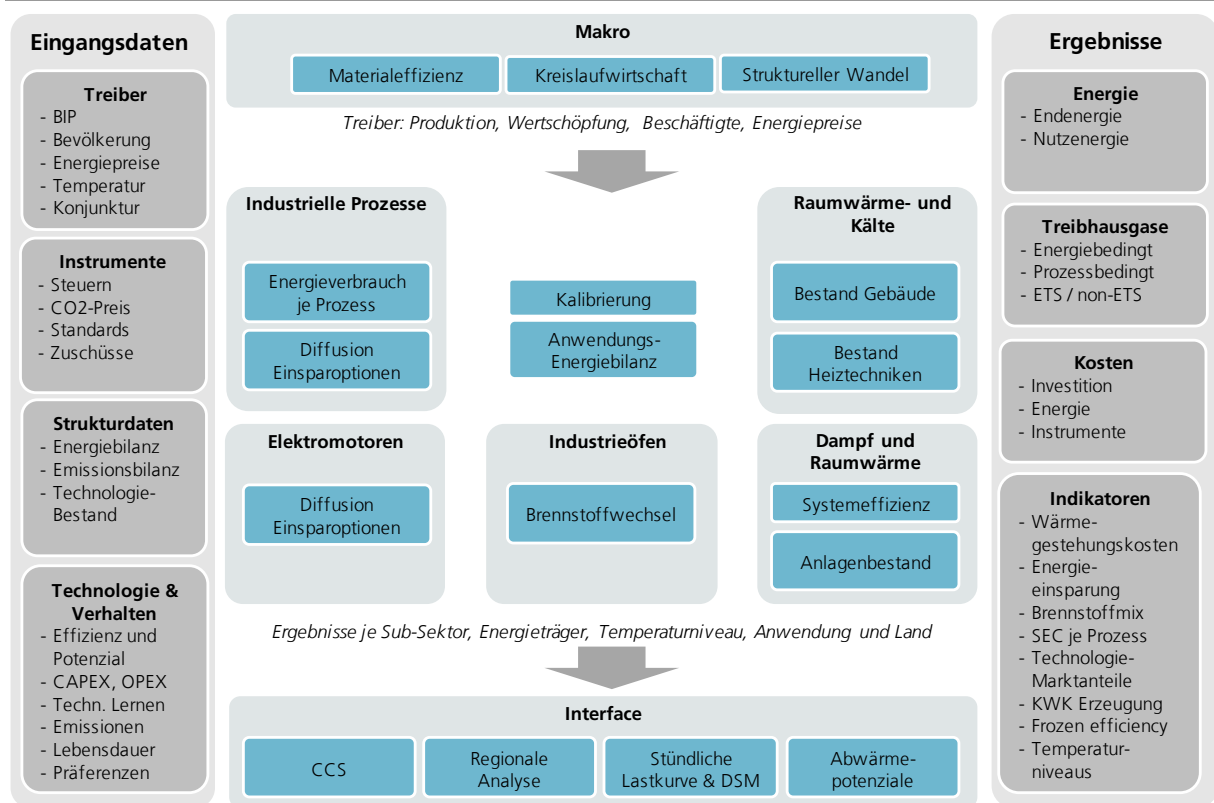 Eingangsdaten
Treiber
- BIP
- Bevölkerung
- Energiepreise
- Temperatur
- Konjunktur
Instrumente
- Steuern
- CO2-Preis
- Standards
- Zuschüsse
Strukturdaten
- Energiebilanz
- Emissionsbilanz
- Technologie-
Bestand
Technologie &
Verhalten
- Effizienz und
Potenzial
- CAPEX, OPEX
- Techn. Lernen
- Emissionen
- Lebensdauer
- Präferenzen
Makro
Materialeffizienz
Kreislaufwirtschaft
Struktureller Wandel
Treiber: Produktion, Wertschöpfung, Beschäftigte, Energiepreise
Industrielle Prozesse
Energieverbrauch
je Prozess
Diffusion
Einsparoptionen
Kalibrierung
Anwendungs-
Energiebilanz
Raumwärme- und
Kälte
Bestand Gebäude
Bestand
Heiztechniken
Elektromotoren
Diffusion
Einsparoptionen
Industrieöfen
Brennstoffwechsel
Dampf und
Raumwärme
Systemeffizienz
Anlagenbestand
Ergebnisse je Sub-Sektor, Energieträger, Temperaturniveau, Anwendung und Land
Interface
CCS
Regionale
Analyse
Stündliche
Lastkurve & DSM
Abwärme-
potenziale
Ergebnisse
Energie
- Endenergie
- Nutzenergie
Treibhausgase
- Energiebedingt
- Prozessbedingt
- ETS / non-ETS
Kosten
- Investition
- Energie
- Instrumente
Indikatoren
- Wärme-
gestehungskosten
- Energie-
einsparung
- Brennstoffmix
- SEC je Prozess
- Technologie-
Marktanteile
- KWK Erzeugung
- Frozen efficiency
- Temperatur-
niveaus